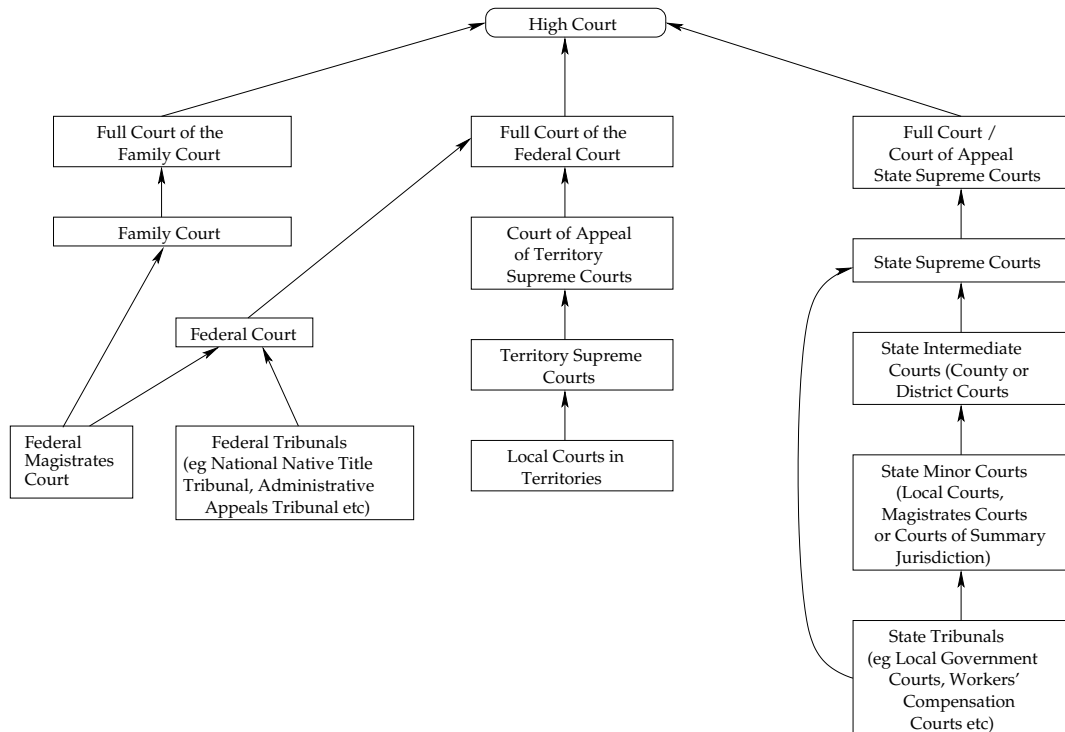 High Court
Full Court of the
Family Court
Full Court of the
Federal Court
Full Court /
Court of Appeal
State Supreme Courts
Family Court
Court of Appeal
of Territory
Supreme Courts
State Supreme Courts
Federal Court
Territory Supreme
Courts
State Intermediate
Courts (County or
District Courts
Federal
Magistrates
Court
Federal Tribunals
(eg National Native Title
Tribunal, Administrative
Appeals Tribunal etc)
Local Courts in
Territories
State Minor Courts
(Local Courts,
Magistrates Courts
or Courts of Summary
Jurisdiction)
State Tribunals
(eg Local Government
Courts, Workers'
Compensation
Courts etc)